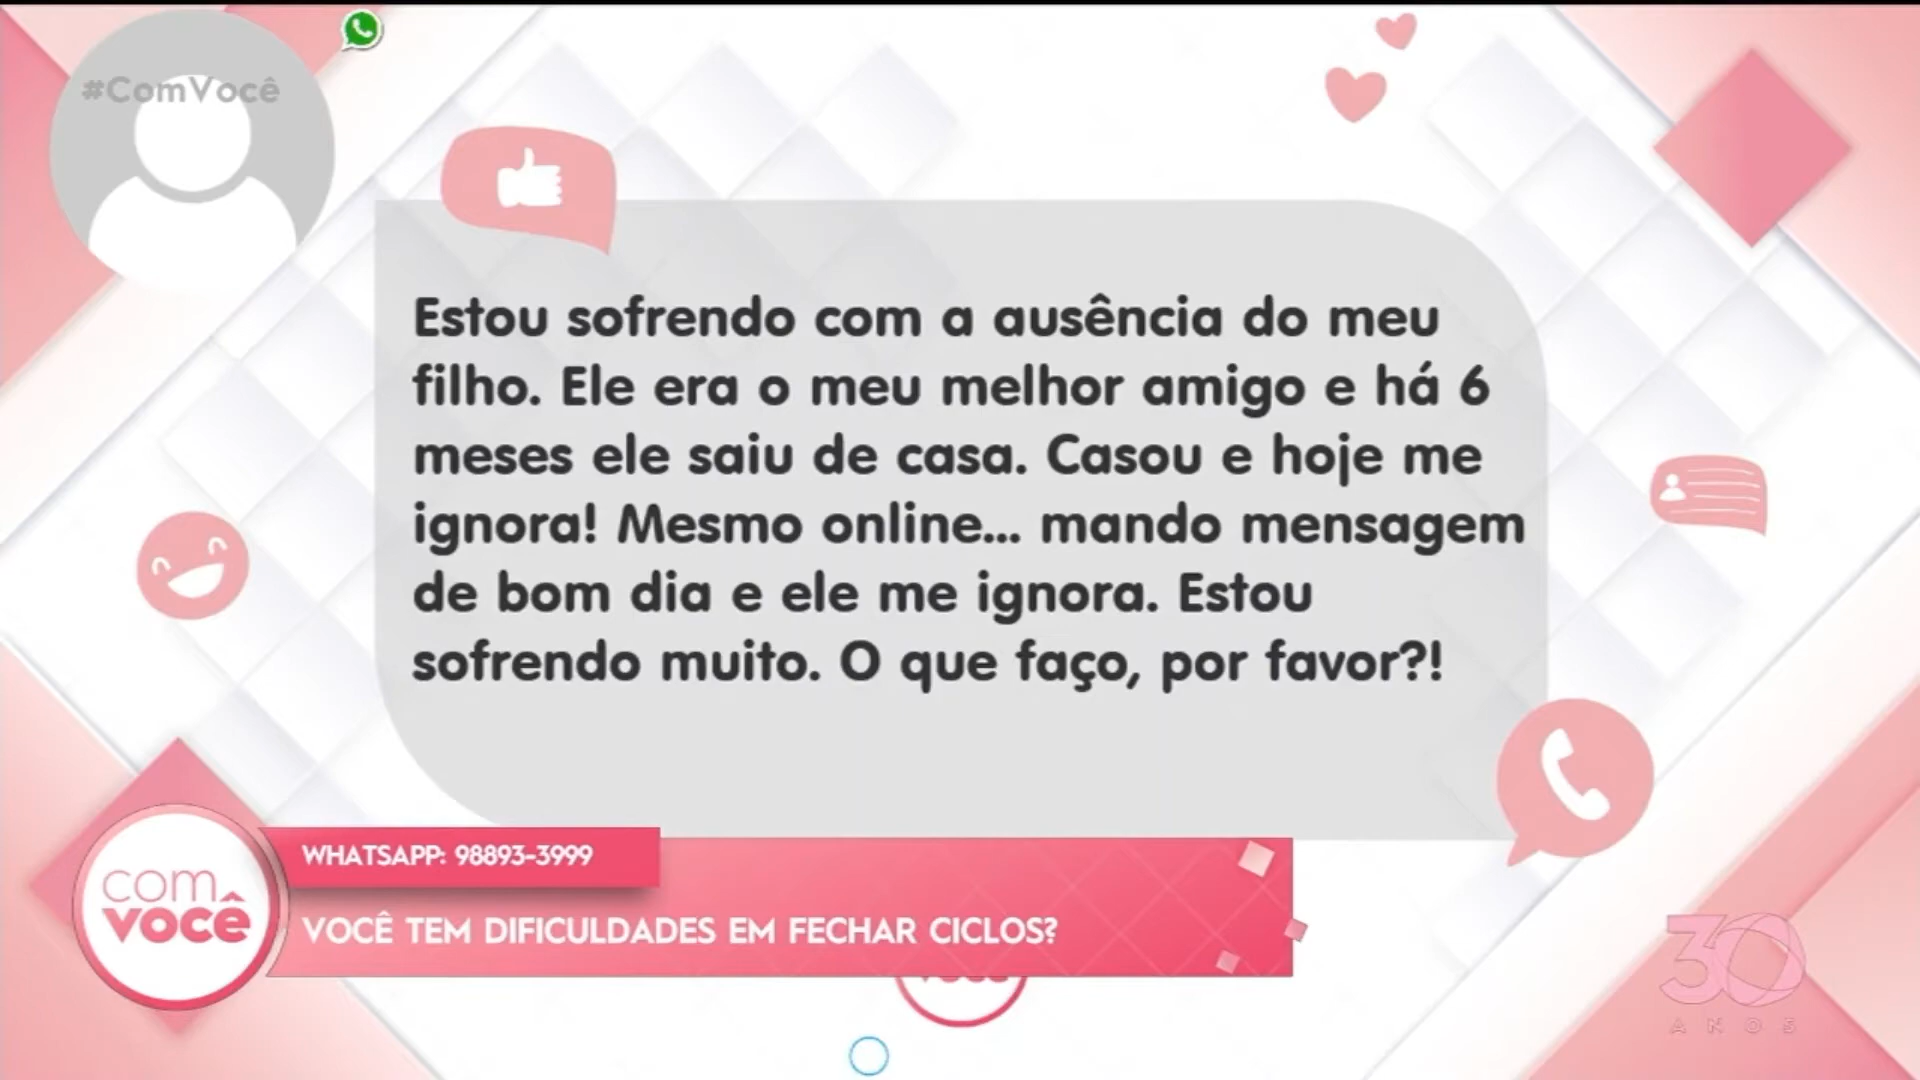 #ComVocê
Estou sofrendo com a ausência do meu
filho. Ele era o meu melhor amigo e há 6
meses ele saiu de casa. Casou e hoje me
ignora! Mesmo online... mando mensagem
de bom dia e ele me ignora. Estou
sofrendo muito. O que faço, por favor?!
WHATSAPP: 98893-3999
com
você
VOCÊ TEM DIFICULDADES EM FECHAR CICLOS?
30
ANOS